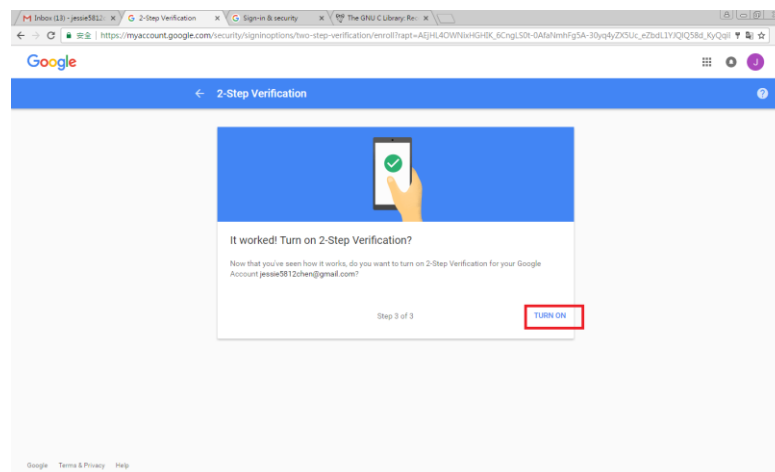 Inbox (13) - jessie5812
2-Step Verification
Sign-in & security
The GNU C Library: Re
安全
https://myaccount.google.com/security/signinoptions/two-step-verification/enroll?rapt=
Google
J
2-Step Verification
It worked! Turn on 2-Step Verification?
Now that you've seen how it works, do you want to turn on 2-Step Verification for your Google
Account jessie5812chen@gmail.com?
Step 3 of 3
TURN ON
Google Terms & Privacy Help